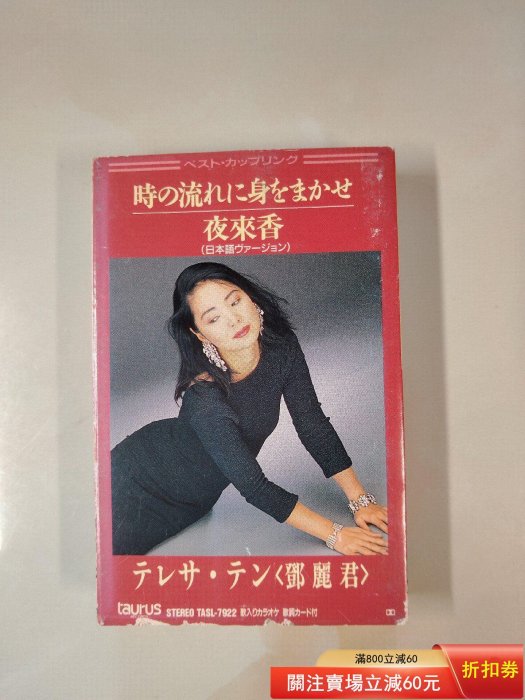 ベスト・カップリング
時の流れに身をまかせ
夜來香
(日本語ヴァージョン)
テレサ・テン〈鄧麗君〉
taurus STEREO TASL-7922 歌入りカラオケ 歌詞カード付
滿800立減60
關注賣場立減60元
折扣券